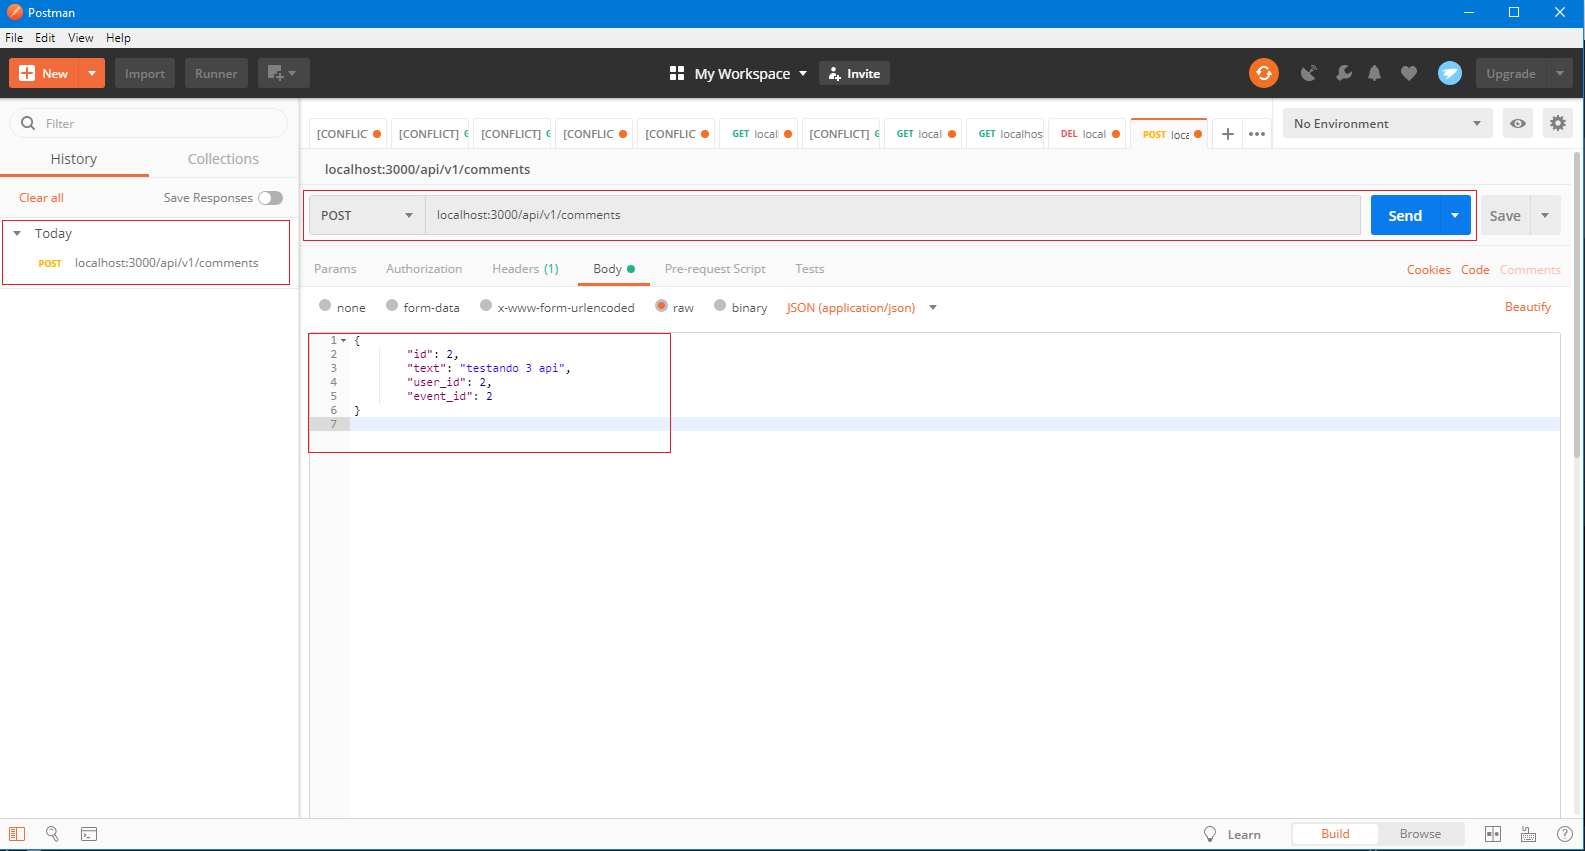 Postman
File Edit View Help
New Import Runner My Workspace Invite Upgrade
Filter
History Collections
Clear all Save Responses
Today
POST localhost:3000/api/v1/comments
[CONFLIC [CONFLICT] G [CONFLICT] G [CONFLIC [CONFLIC GET local [CONFLICT] G GET local GET localhos DEL local POST loca No Environment
localhost:3000/api/v1/comments
POST localhost:3000/api/v1/comments Send Save
Params Authorization Headers (1) Body Pre-request Script Tests Cookies Code Comments
none form-data x-www-form-urlencoded raw binary JSON (application/json) Beautify
1 {
2 "id": 2,
3 "text": "testando 3 api",
4 "user_id": 2,
5 "event_id": 2
6 }
7
Learn Build Browse